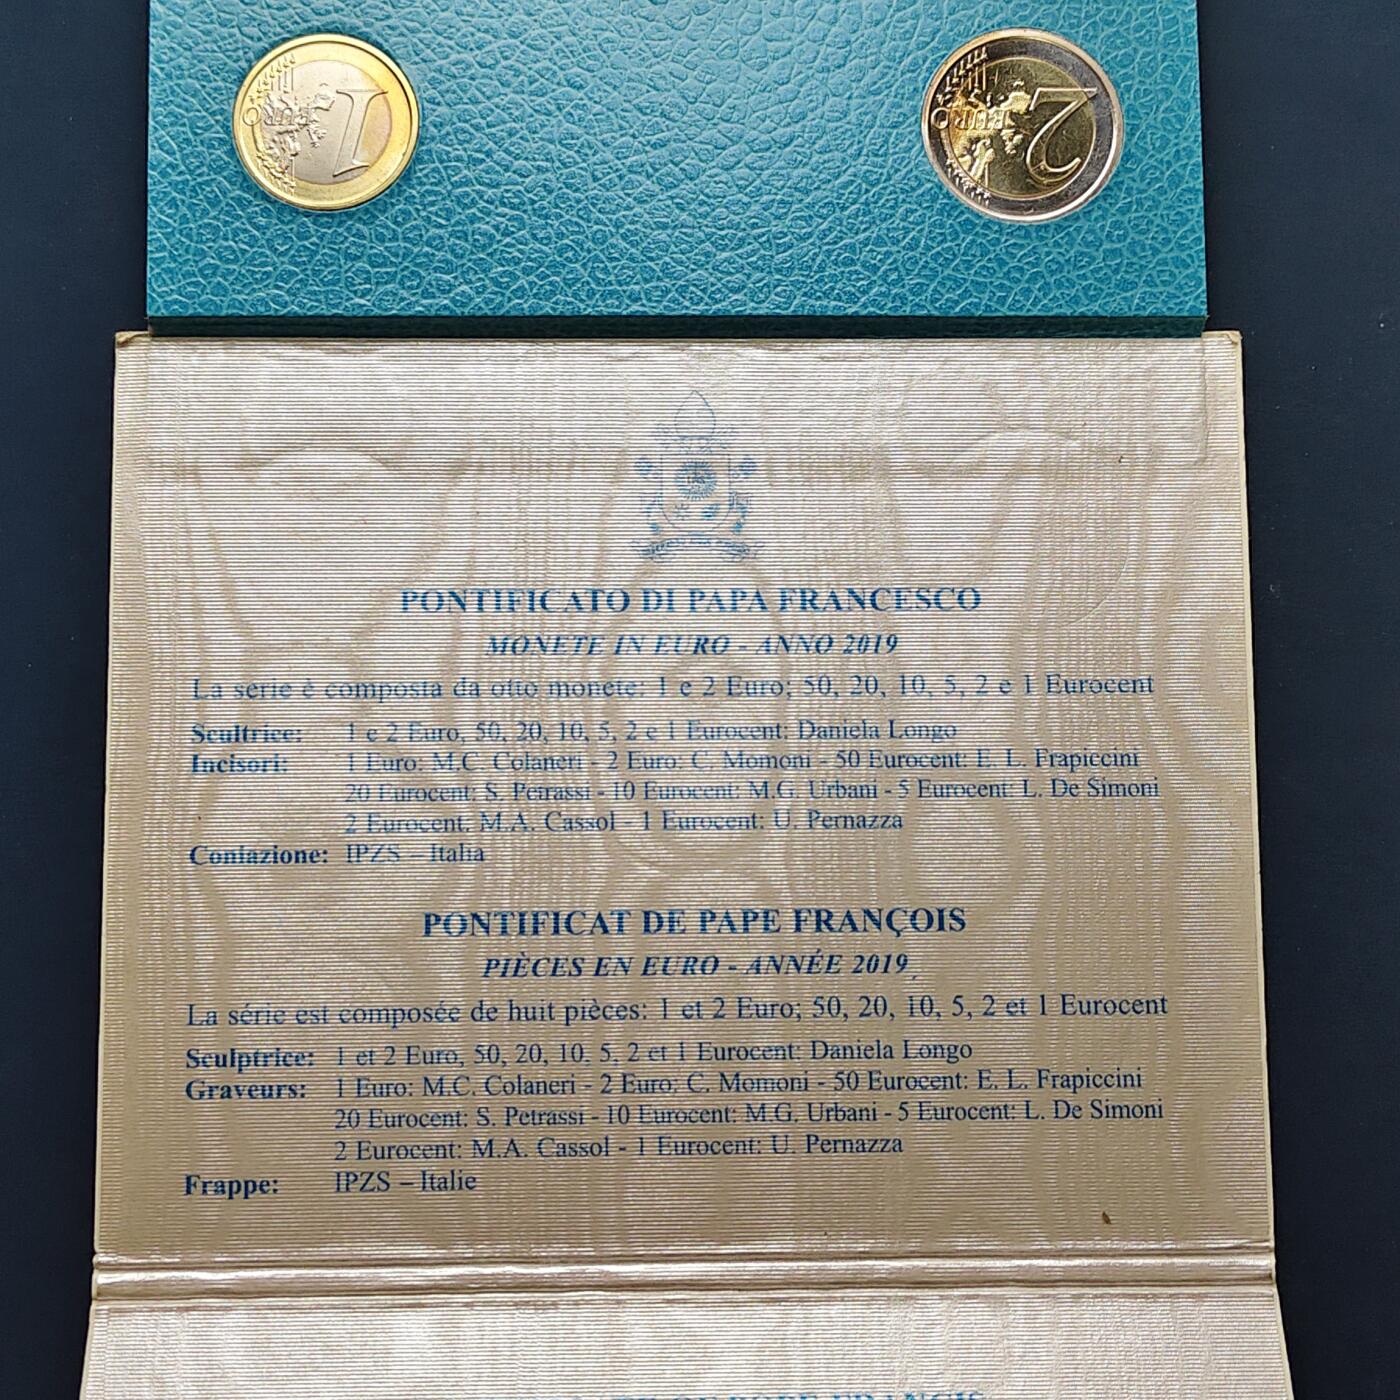 1
EURO
2
EURO
PONTIFICATO DI PAPA FRANCESCO
MONETE IN EURO - ANNO 2019
La serie è composta da otto monete: 1 e 2 Euro; 50, 20, 10, 5, 2 e 1 Eurocent
Scultrice: 1 e 2 Euro, 50, 20, 10, 5, 2 e 1 Eurocent: Daniela Longo
Incisori: 1 Euro: M.C. Colaneri - 2 Euro: C. Momoni - 50 Eurocent: E. L. Frapiccini
20 Eurocent: S. Petrassi - 10 Eurocent: M.G. Urbani - 5 Eurocent: L. De Simoni
2 Eurocent: M.A. Cassol - 1 Eurocent: U. Pernazza
Coniazione: IPZS – Italia
PONTIFICAT DE PAPE FRANÇOIS
PIÈCES EN EURO - ANNÉE 2019
La série est composée de huit pièces: 1 et 2 Euro; 50, 20, 10, 5, 2 et 1 Eurocent
Sculptrice: 1 et 2 Euro, 50, 20, 10, 5, 2 et 1 Eurocent: Daniela Longo
Graveurs: 1 Euro: M.C. Colaneri - 2 Euro: C. Momoni - 50 Eurocent: E. L. Frapiccini
20 Eurocent: S. Petrassi - 10 Eurocent: M.G. Urbani - 5 Eurocent: L. De Simoni
2 Eurocent: M.A. Cassol - 1 Eurocent: U. Pernazza
Frappe: IPZS – Italie